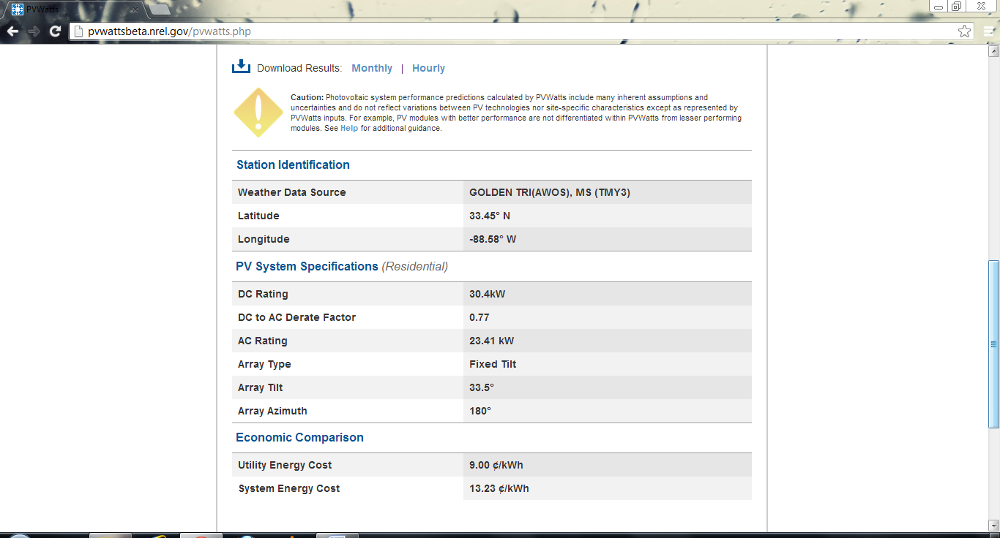 PVWatts
pvwattsbeta.nrel.gov/pvwatts.php
Download Results: Monthly | Hourly
Caution: Photovoltaic system performance predictions calculated by PVWatts include many inherent assumptions and
uncertainties and do not reflect variations between PV technologies nor site-specific characteristics except as represented by
PVWatts inputs. For example, PV modules with better performance are not differentiated within PVWatts from lesser performing
modules. See Help for additional guidance.
Station Identification
Weather Data Source GOLDEN TRI(AWOS), MS (TMY3)
Latitude 33.45° N
Longitude -88.58° W
PV System Specifications (Residential)
DC Rating 30.4kW
DC to AC Derate Factor 0.77
AC Rating 23.41 kW
Array Type Fixed Tilt
Array Tilt 33.5°
Array Azimuth 180°
Economic Comparison
Utility Energy Cost 9.00 ¢/kWh
System Energy Cost 13.23 ¢/kWh